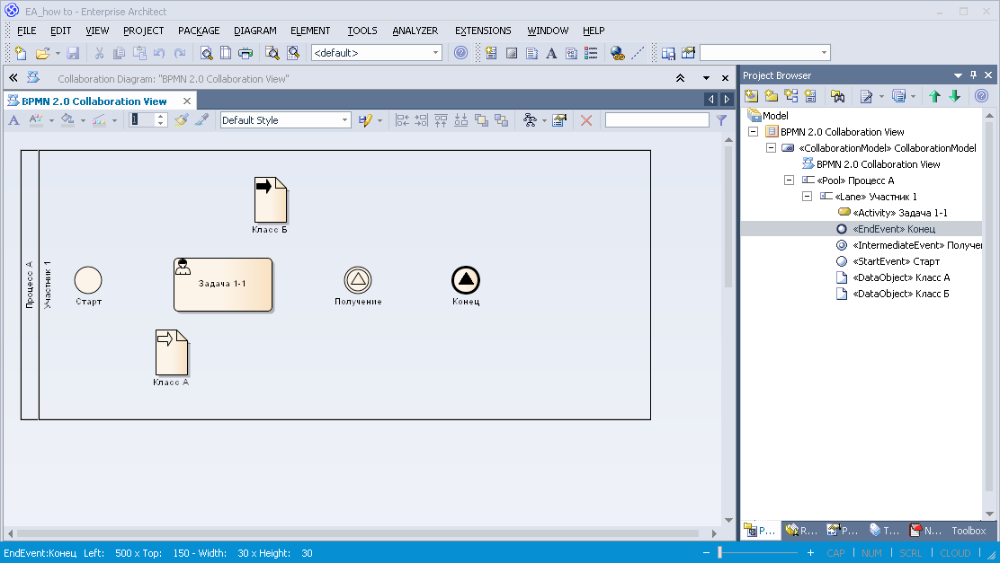 EA_how to - Enterprise Architect
FILE EDIT VIEW PROJECT PACKAGE DIAGRAM ELEMENT TOOLS ANALYZER EXTENSIONS WINDOW HELP
<default>
Collaboration Diagram: "BPMN 2.0 Collaboration View"
BPMN 2.0 Collaboration View
1
Default Style
Процесс А
Участник 1
Класс Б
Старт
Задача 1-1
Получение
Конец
Класс А
Project Browser
Model
BPMN 2.0 Collaboration View
«CollaborationModel» CollaborationModel
BPMN 2.0 Collaboration View
«Pool» Процесс А
«Lane» Участник 1
«Activity» Задача 1-1
«EndEvent» Конец
«IntermediateEvent» Получен
«StartEvent» Старт
«DataObject» Класс А
«DataObject» Класс Б
P... R... P... T... N... Toolbox
EndEvent:Конец Left: 500 x Top: 150 - Width: 30 x Height: 30
CAP NUM SCRL CLOUD